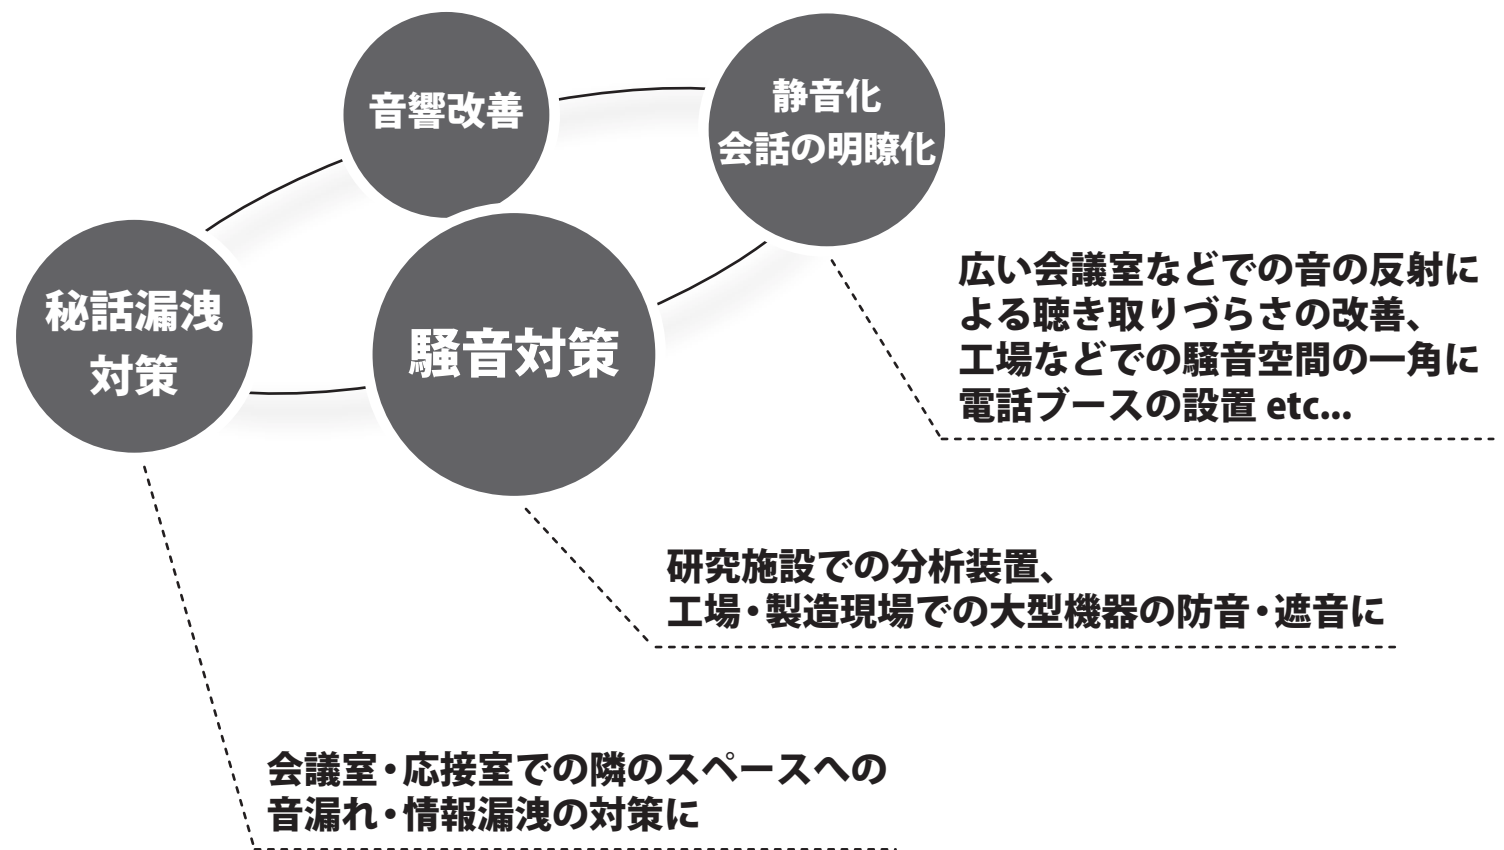 音響改善
静音化
会話の明瞭化
秘話漏洩
対策
騒音対策
広い会議室などでの音の反射に
よる聴き取りづらさの改善、
工場などでの騒音空間の一角に
電話ブースの設置 etc...
研究施設での分析装置、
工場・製造現場での大型機器の防音・遮音に
会議室・応接室での隣のスペースへの
音漏れ・情報漏洩の対策に